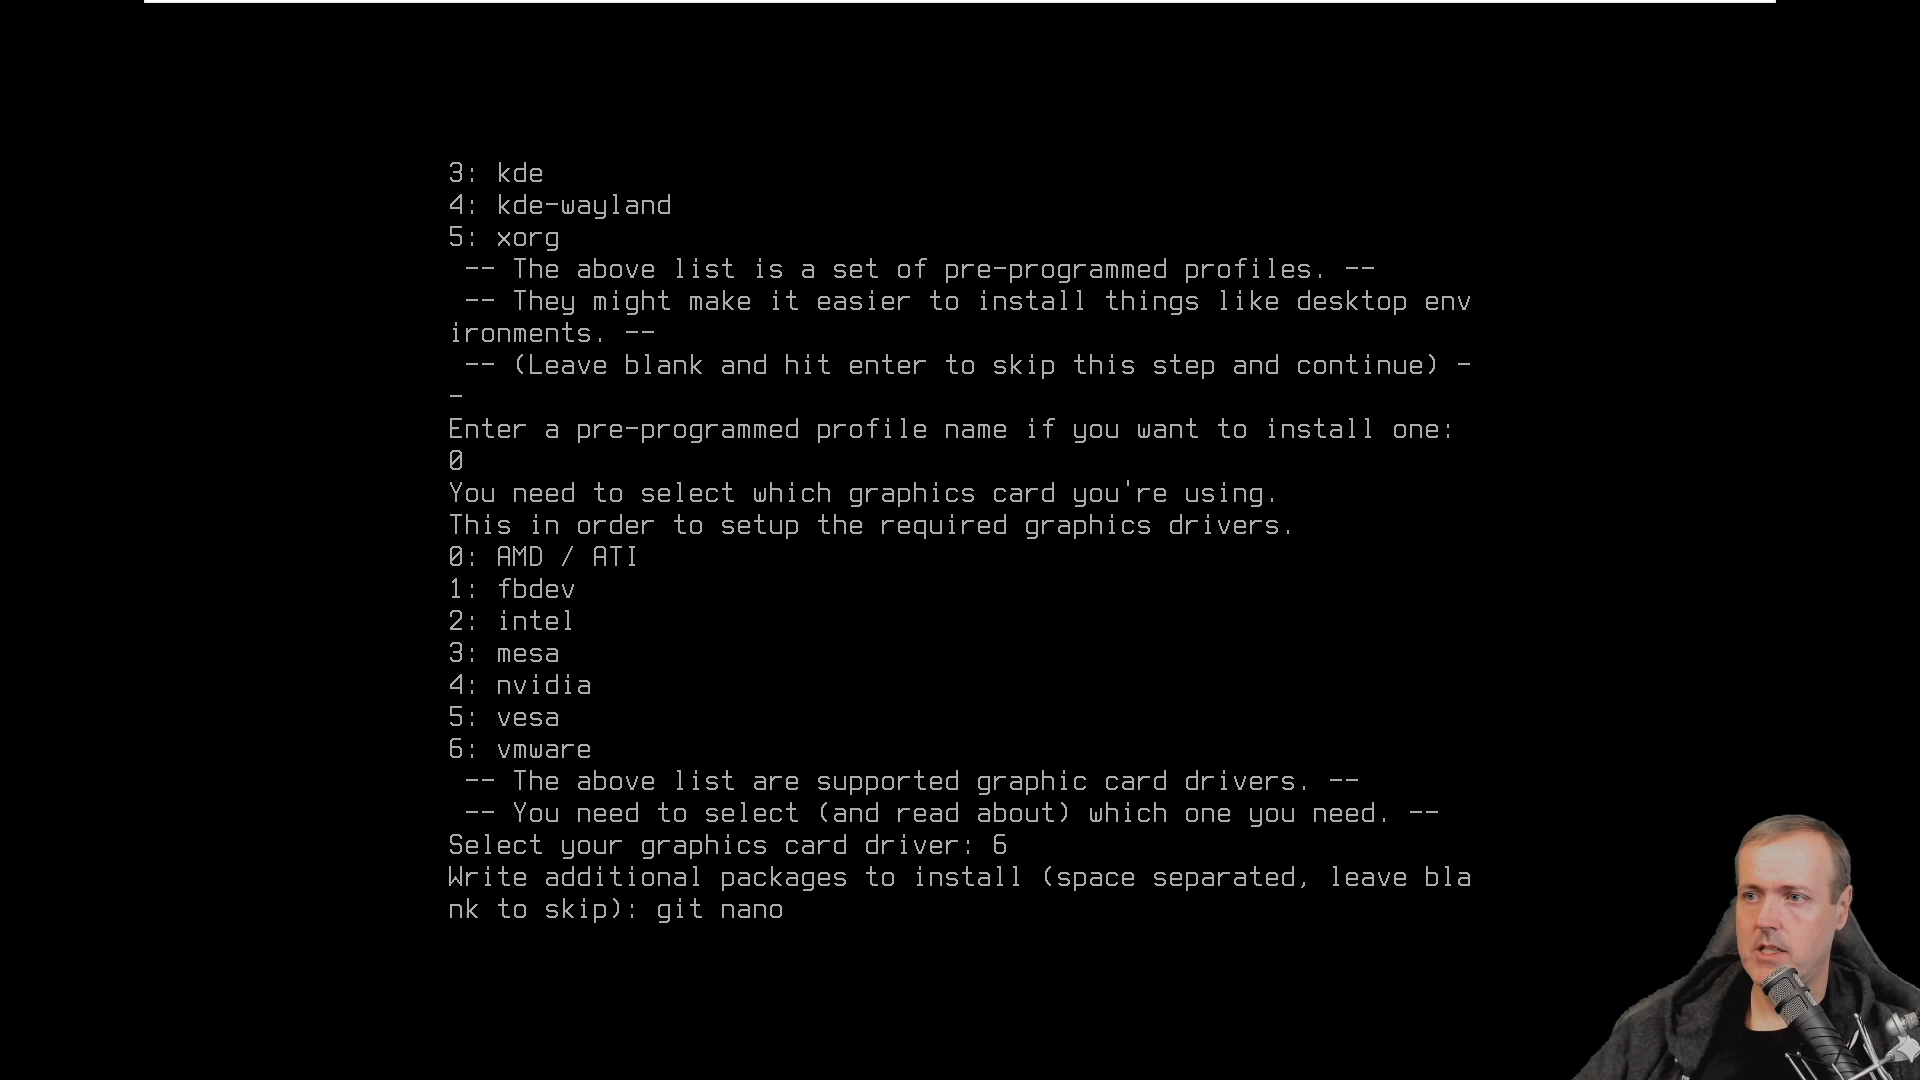 3: kde
4: kde-wayland
5: xorg
 -- The above list is a set of pre-programmed profiles. --
 -- They might make it easier to install things like desktop env
ironments. --
 -- (Leave blank and hit enter to skip this step and continue) -
-
Enter a pre-programmed profile name if you want to install one:
0
You need to select which graphics card you're using.
This in order to setup the required graphics drivers.
0: AMD / ATI
1: fbdev
2: intel
3: mesa
4: nvidia
5: vesa
6: vmware
 -- The above list are supported graphic card drivers. --
 -- You need to select (and read about) which one you need. --
Select your graphics card driver: 6
Write additional packages to install (space separated, leave bla
nk to skip): git nano